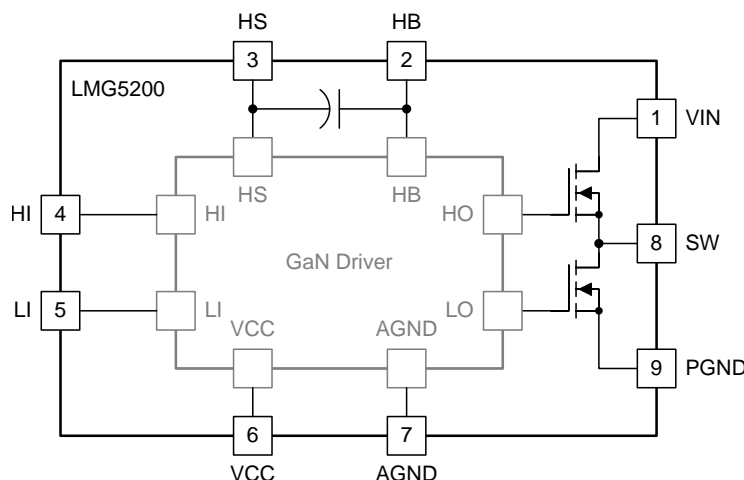 HS
HB
3
2
LMG5200
1
VIN
HS
HB
HI
4
HI
HO
8
SW
GaN Driver
LI
5
LI
LO
VCC
AGND
9
PGND
6
7
VCC
AGND